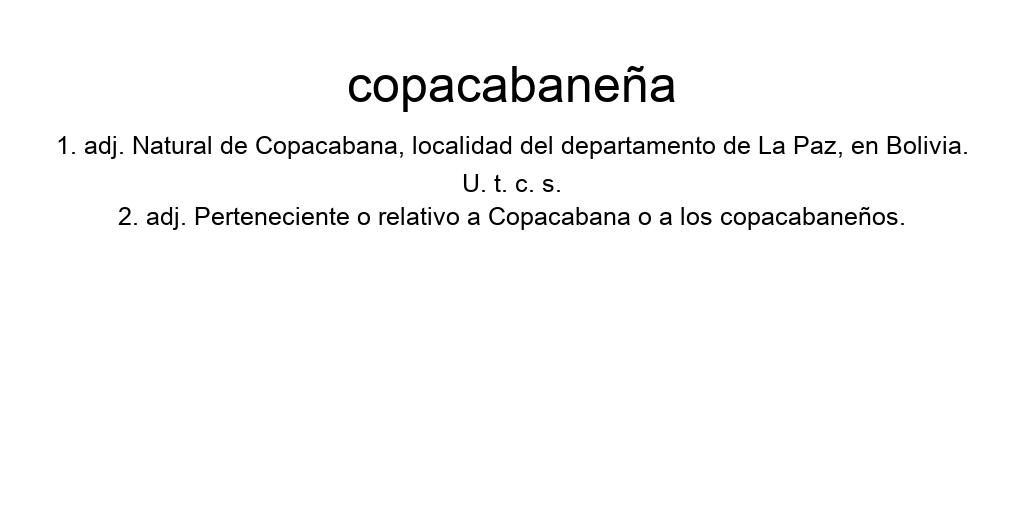 copacabaneña
1. adj. Natural de Copacabana, localidad del departamento de La Paz, en Bolivia.
U. t. c. s.
2. adj. Perteneciente o relativo a Copacabana o a los copacabaneños.